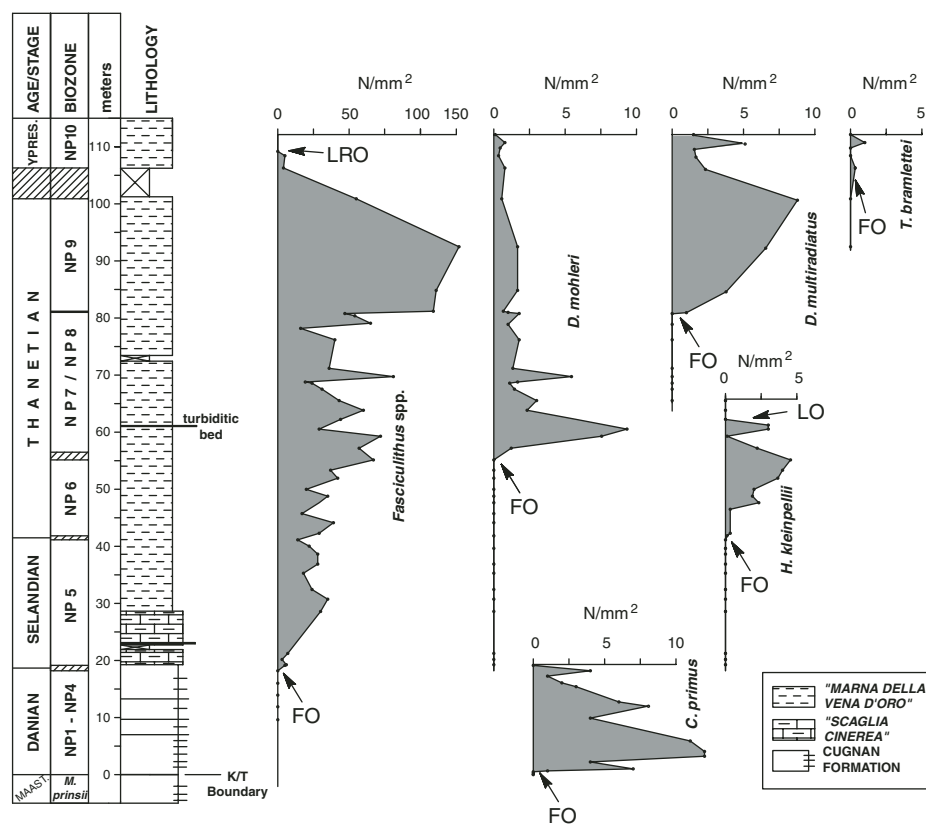 AGE/STAGE
BIOZONE
meters
LITHOLOGY
YPRES.
THANETIAN
SELANDIAN
DANIAN
MAAST.
NP10
NP 9
NP7 / NP 8
NP 6
NP 5
NP1 - NP4
M.
prinsii
110
100
90
80
70
60
50
40
30
20
10
0
turbiditic
bed
K/T
Boundary
N/mm2
0 50 100 150
LRO
Fasciculithus spp.
FO
N/mm2
0 5 10
D. mohleri
FO
N/mm2
0 5 10
D. multiradiatus
FO
N/mm2
0 5
T. bramlettei
FO
N/mm2
0 5
LO
H. kleinpellii
FO
N/mm2
0 5 10
C. primus
FO
"MARNA DELLA
VENA D'ORO"
"SCAGLIA
CINEREA"
CUGNAN
FORMATION